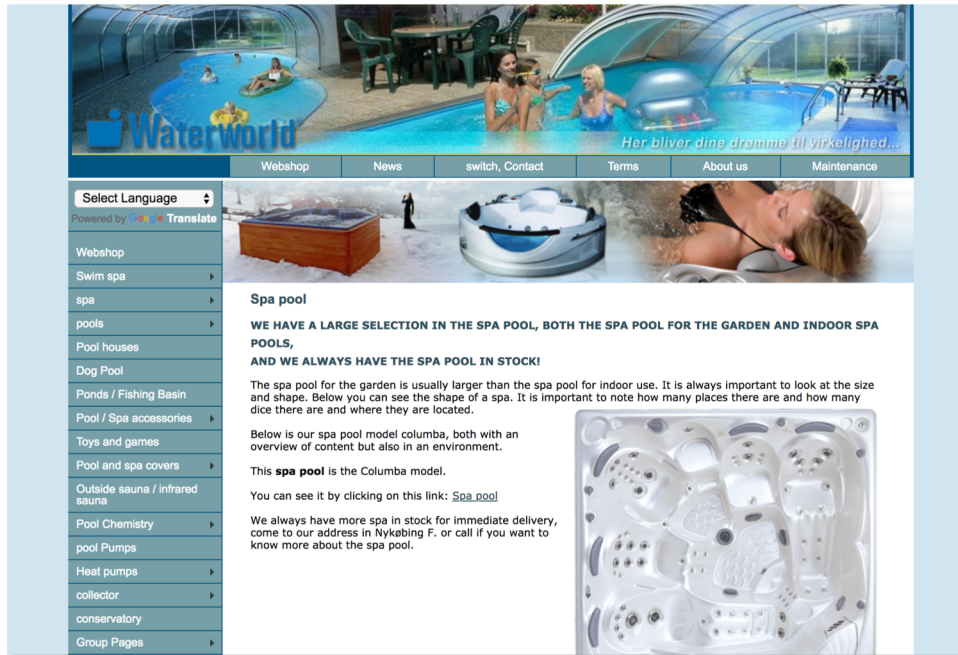 Waterworld
Her bliver dine drømme til virkelighed...
Webshop
News
switch, Contact
Terms
About us
Maintenance
Select Language
Powered by Google Translate
Webshop
Swim spa
spa
pools
Pool houses
Dog Pool
Ponds / Fishing Basin
Pool / Spa accessories
Toys and games
Pool and spa covers
Outside sauna / infrared
sauna
Pool Chemistry
pool Pumps
Heat pumps
collector
conservatory
Group Pages
Spa pool
WE HAVE A LARGE SELECTION IN THE SPA POOL, BOTH THE SPA POOL FOR THE GARDEN AND INDOOR SPA
POOLS,
AND WE ALWAYS HAVE THE SPA POOL IN STOCK!
The spa pool for the garden is usually larger than the spa pool for indoor use. It is always important to look at the size
and shape. Below you can see the shape of a spa. It is important to note how many places there are and how many
dice there are and where they are located.
Below is our spa pool model columba, both with an
overview of content but also in an environment.
This spa pool is the Columba model.
You can see it by clicking on this link: Spa pool
We always have more spa in stock for immediate delivery,
come to our address in Nykøbing F. or call if you want to
know more about the spa pool.